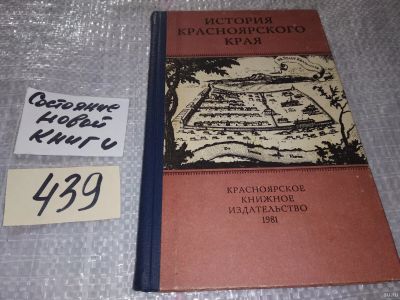 ИСТОРИЯ
КРАСНОЯРСКОГО
КРАЯ
КРАСНОЯРСКОЕ
КНИЖНОЕ
ИЗДАТЕЛЬСТВО
1981
Состояние
новой
книги
439